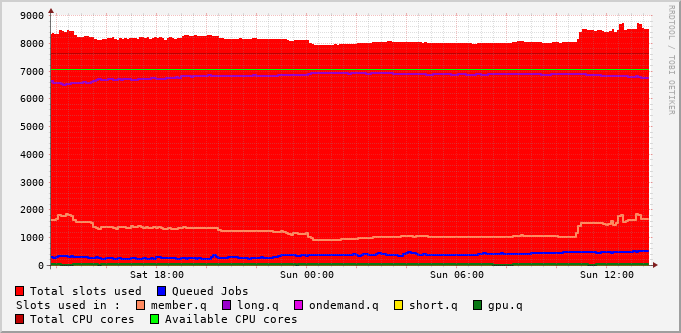 9000
8000
7000
6000
5000
4000
3000
2000
1000
0
Sat 18:00 Sun 00:00 Sun 06:00 Sun 12:00
RRDTOOL / TOBI OETIKER
Total slots used Queued Jobs
Slots used in : member.q long.q ondemand.q short.q gpu.q
Total CPU cores Available CPU cores